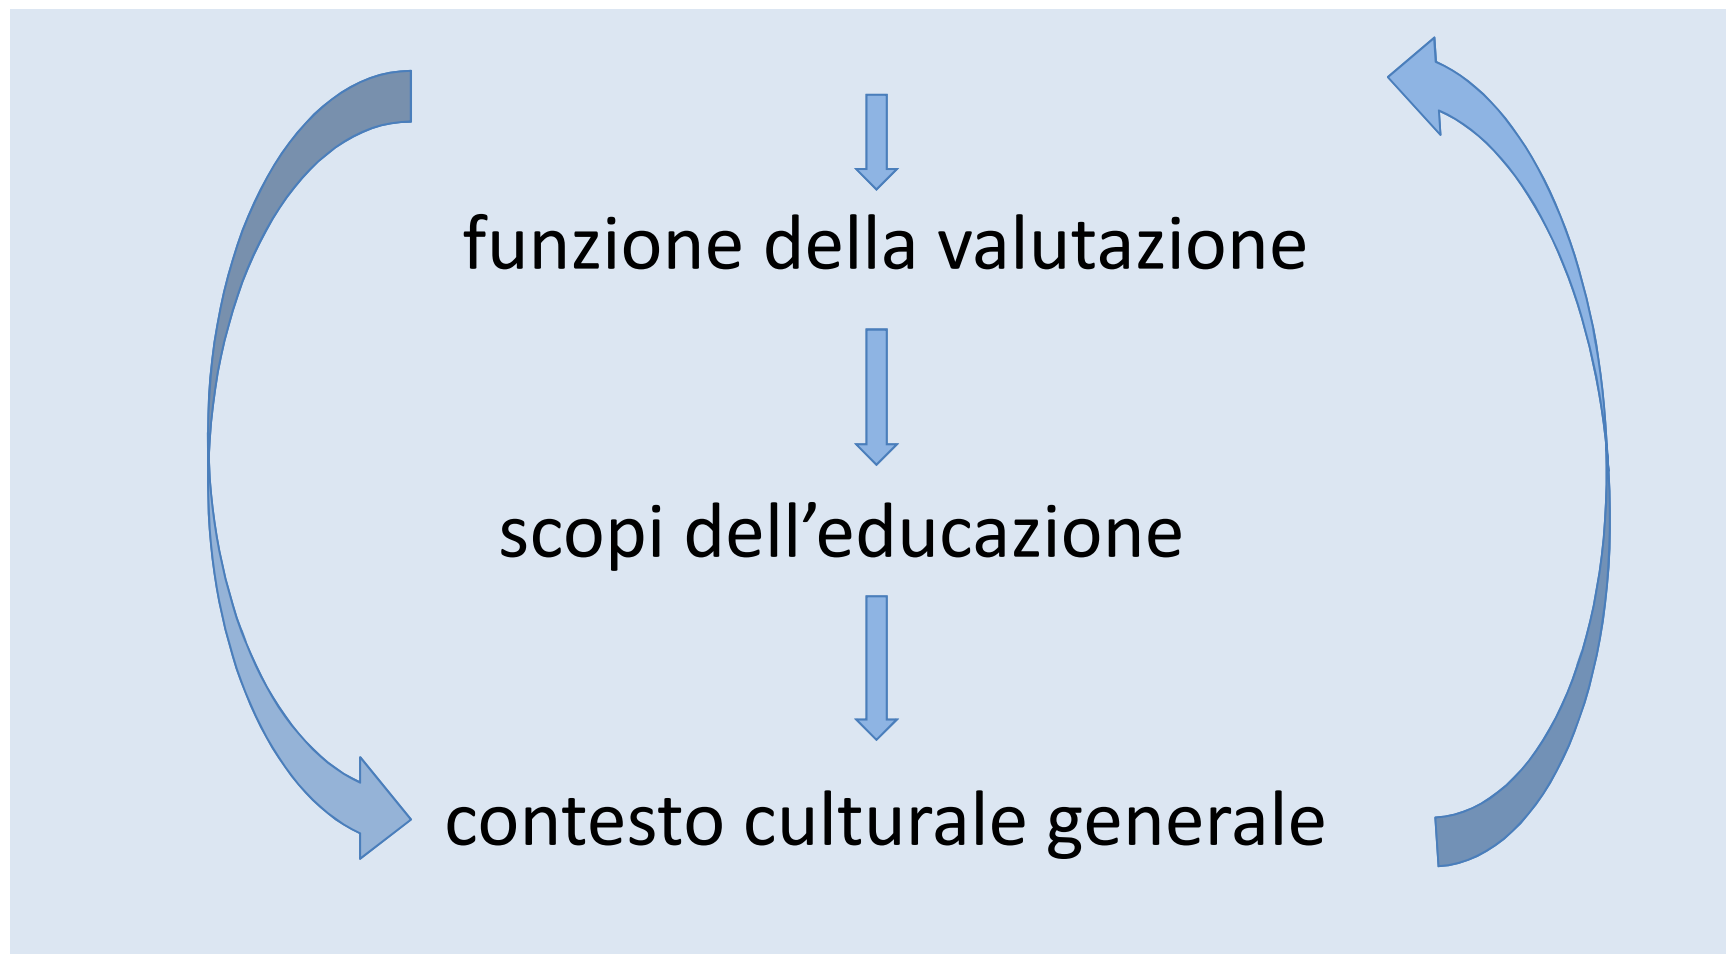 funzione della valutazione
scopi dell’educazione
contesto culturale generale